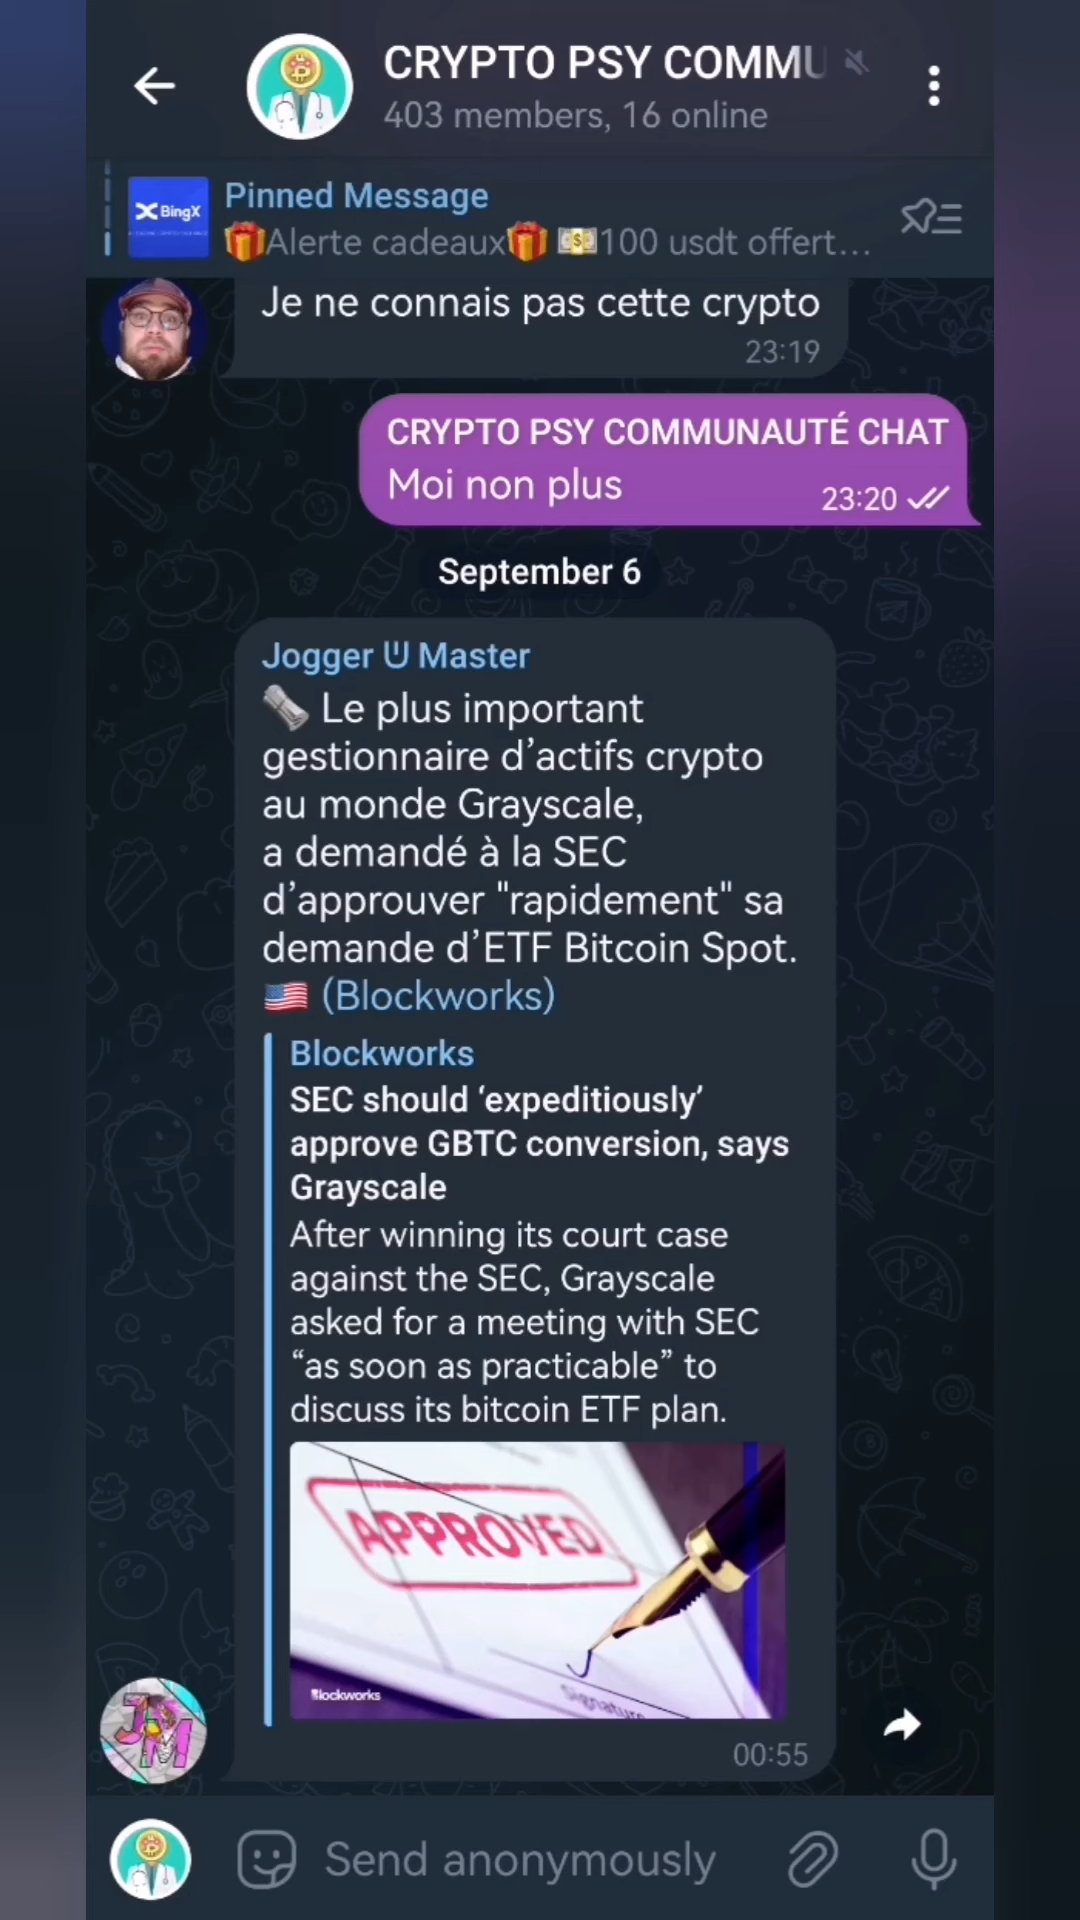 CRYPTO PSY COMMU
403 members, 16 online
BingX
Pinned Message
🎁Alerte cadeaux🎁 💵100 usdt offert...
Je ne connais pas cette crypto
23:19
CRYPTO PSY COMMUNAUTÉ CHAT
Moi non plus
23:20
September 6
Jogger Ա Master
🗞 Le plus important
gestionnaire d’actifs crypto
au monde Grayscale,
a demandé à la SEC
d’approuver "rapidement" sa
demande d’ETF Bitcoin Spot.
🇺🇸 (Blockworks)
Blockworks
SEC should ‘expeditiously’
approve GBTC conversion, says
Grayscale
After winning its court case
against the SEC, Grayscale
asked for a meeting with SEC
“as soon as practicable” to
discuss its bitcoin ETF plan.
APPROVED
Signature
Blockworks
JM
00:55
Send anonymously